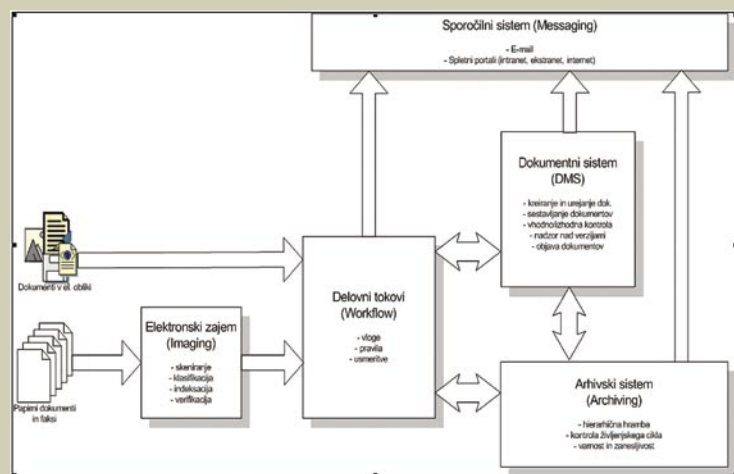 Sporočilni sistem (Messaging)
- E-mail
- Spletni portali (intranet, ekstranet, internet)
Dokumentni sistem
(DMS)
- kreiranje in urejanje dok.
- sestavljanje dokumentov
- vhodno/izhodna kontrola
- nadzor nad verzijami
- objava dokumentov
Dokumenti v el. obliki
Delovni tokovi
(Workflow)
- vloge
- pravila
- usmeritve
Elektronski zajem
(Imaging)
- skeniranje
- klasifikacija
- indeksacija
- verifikacija
Papirni dokumenti
in faksi
Arhivski sistem
(Archiving)
- hierarhična hramba
- kontrola življenjskega cikla
- varnost in zanesljivost